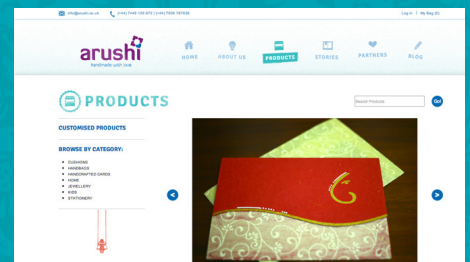 info@arushi.co.uk
Log in | My Bag (0)
arushi
handmade with love
HOME
ABOUT US
PRODUCTS
STORIES
PARTNERS
BLOG
PRODUCTS
Search Products
Go!
CUSTOMISED PRODUCTS
BROWSE BY CATEGORY:
CUSHIONS
HANDBAGS
HANDCRAFTED CARDS
HOME
JEWELLERY
KIDS
STATIONERY